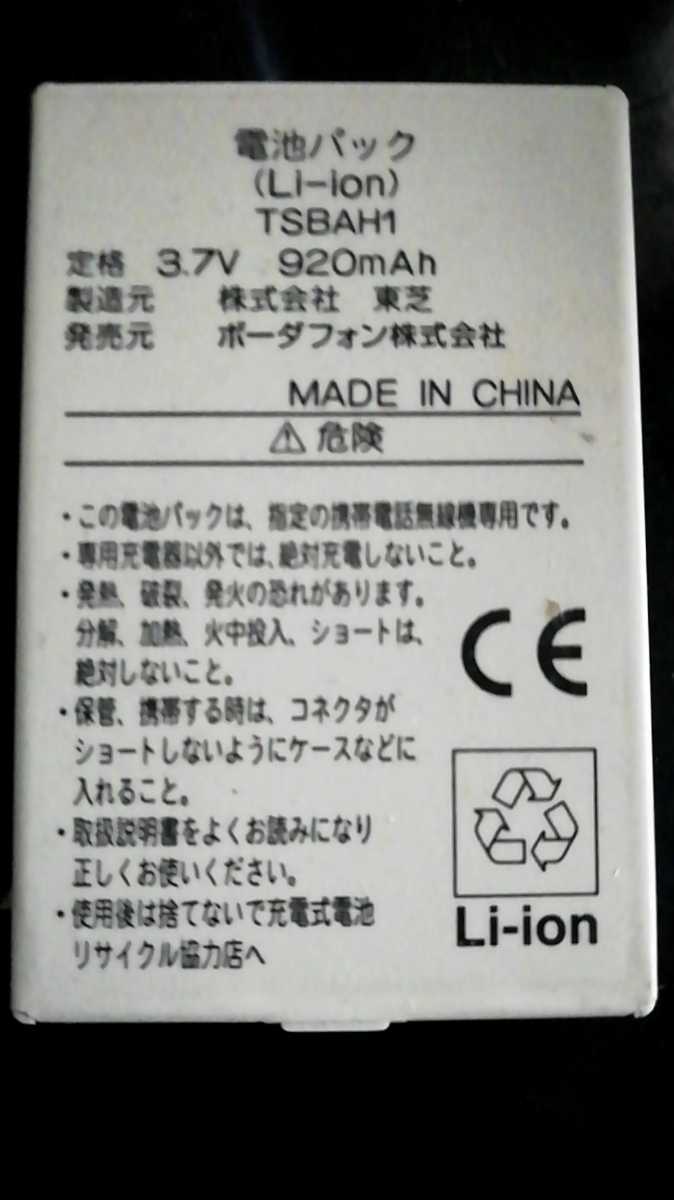 電池パック
(Li-ion)
TSBAH1
定格 3.7V 920mAh
製造元 株式会社 東芝
発売元 ボーダフォン株式会社
MADE IN CHINA
⚠ 危険
・この電池パックは、指定の携帯電話無線機専用です。
・専用充電器以外では、絶対充電しないこと。
・発熱、破裂、発火の恐れがあります。
分解、加熱、火中投入、ショートは、
絶対しないこと。
・保管、携帯する時は、コネクタが
ショートしないようにケースなどに
入れること。
・取扱説明書をよくお読みになり
正しくお使いください。
・使用後は捨てないで充電式電池
リサイクル協力店へ
CE
Li-ion